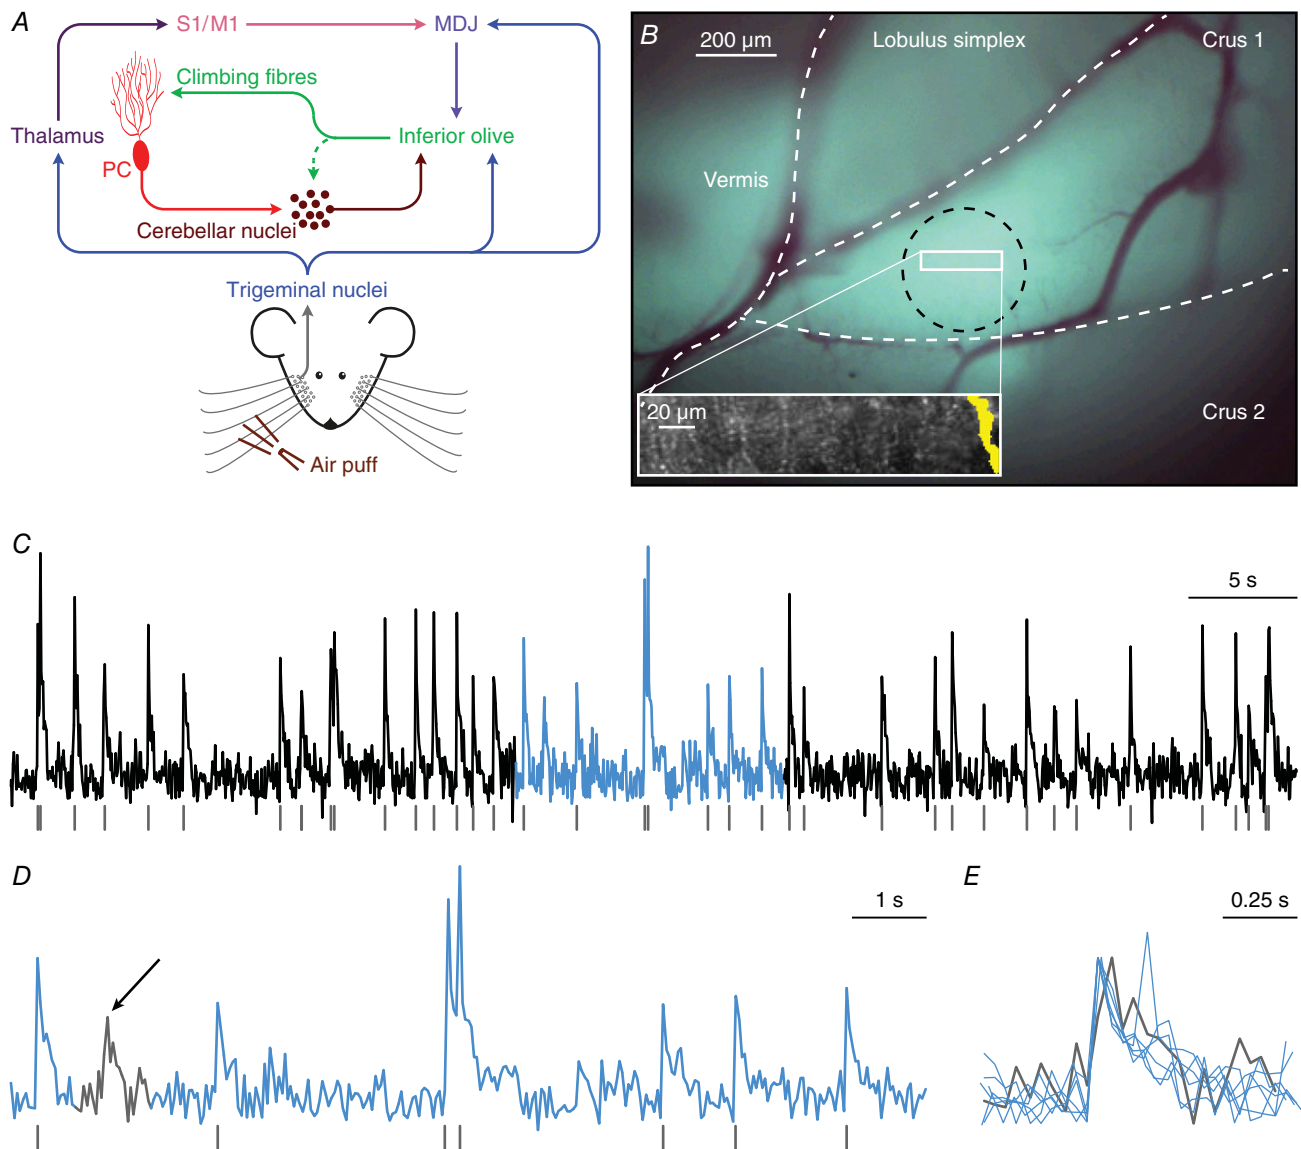 A
S1/M1
MDJ
Climbing fibres
Thalamus
Inferior olive
PC
Cerebellar nuclei
Trigeminal nuclei
Air puff
B
200 µm
Lobulus simplex
Crus 1
Vermis
20 µm
Crus 2
C
5 s
D
1 s
E
0.25 s